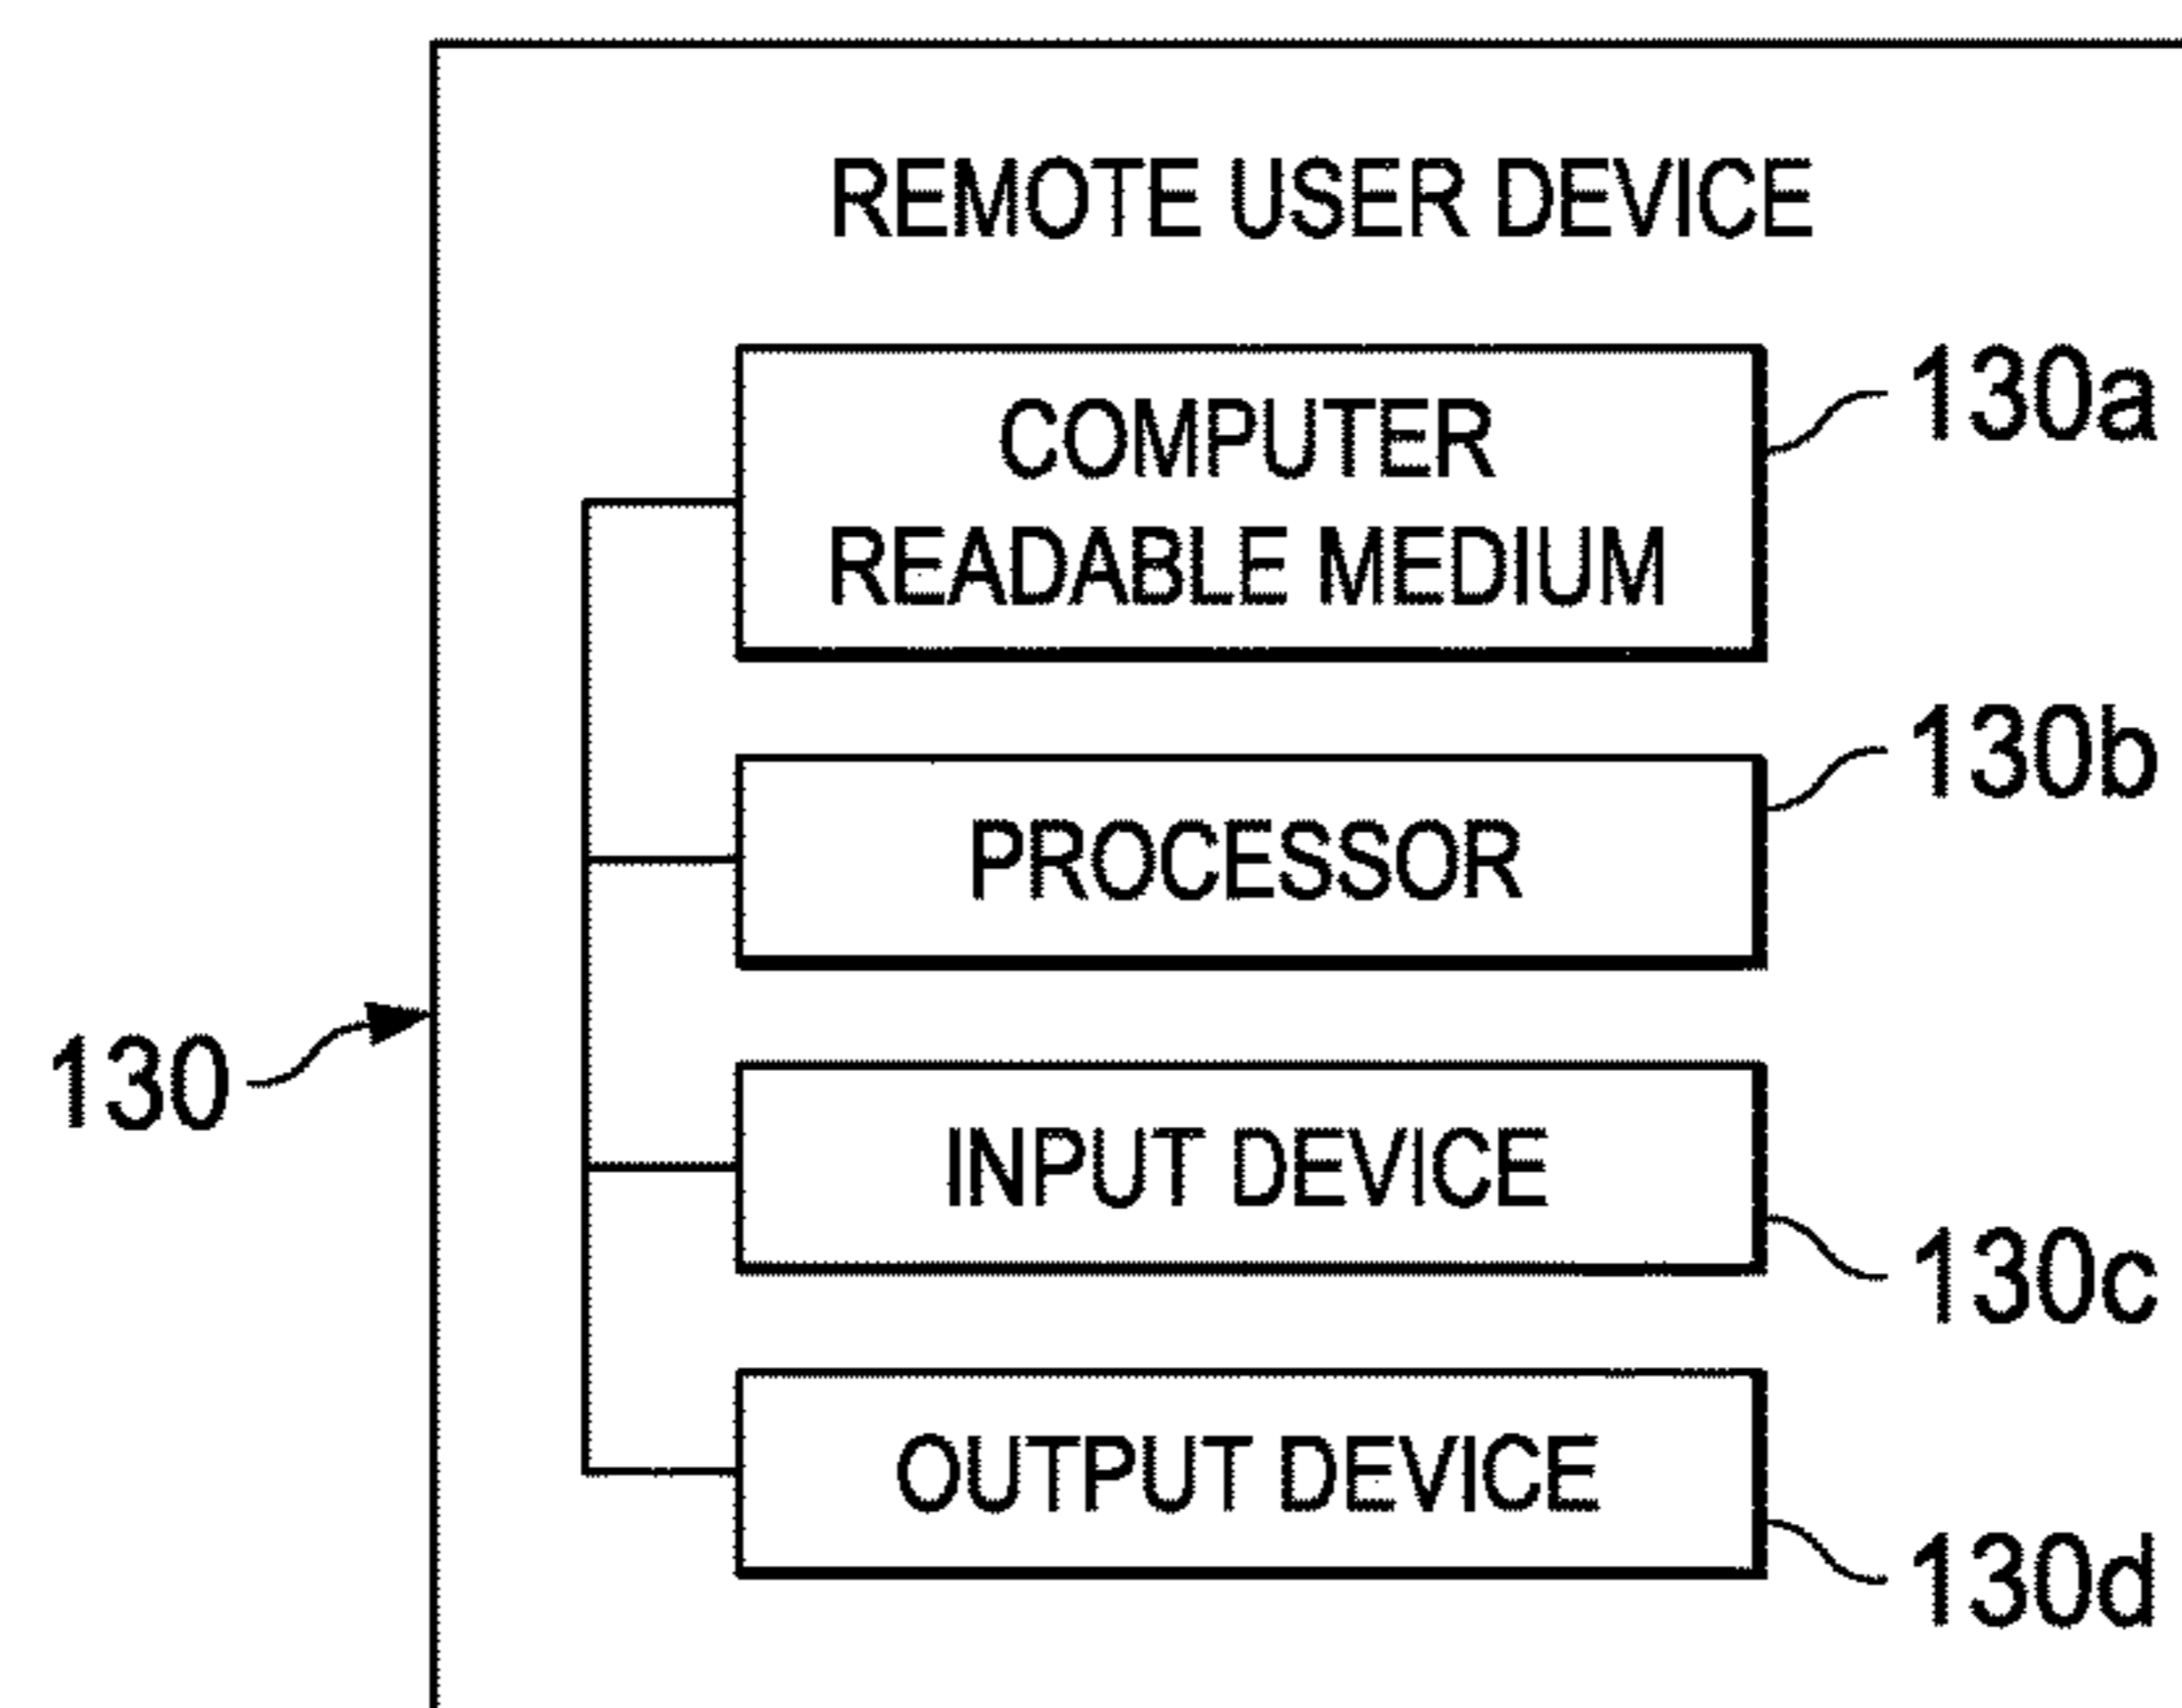 REMOTE USER DEVICE
COMPUTER
READABLE MEDIUM
130a
PROCESSOR
130b
130
INPUT DEVICE
130c
OUTPUT DEVICE
130d